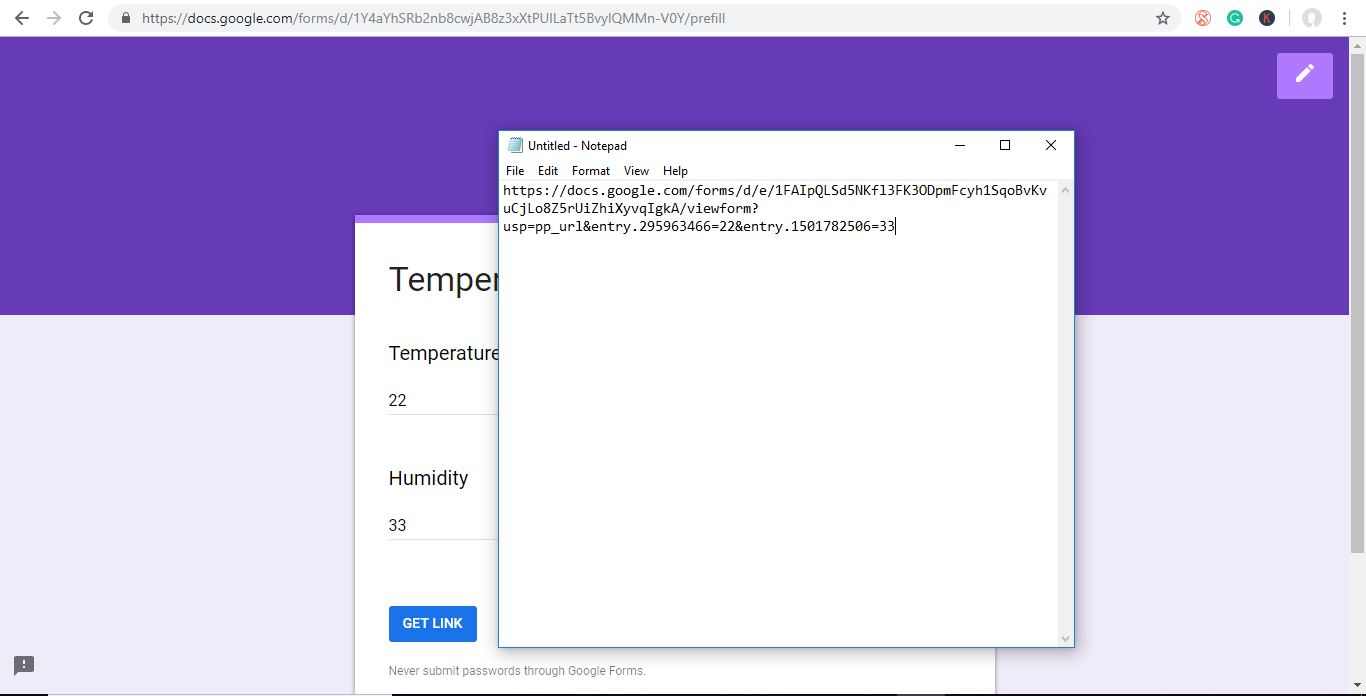 https://docs.google.com/forms/d/1Y4aYhSRb2nb8cwjAB8z3xXtPUILaTt5BvyIQMMn-V0Y/prefill
Untitled - Notepad
File Edit Format View Help
https://docs.google.com/forms/d/e/1FAIpQLSd5NKfl3FK3ODpmFcyh1SqoBvKv
uCjLo8Z5rUiZhiXyvqIgkA/viewform?
usp=pp_url&entry.295963466=22&entry.1501782506=33
Temper
Temperature
22
Humidity
33
GET LINK
Never submit passwords through Google Forms.